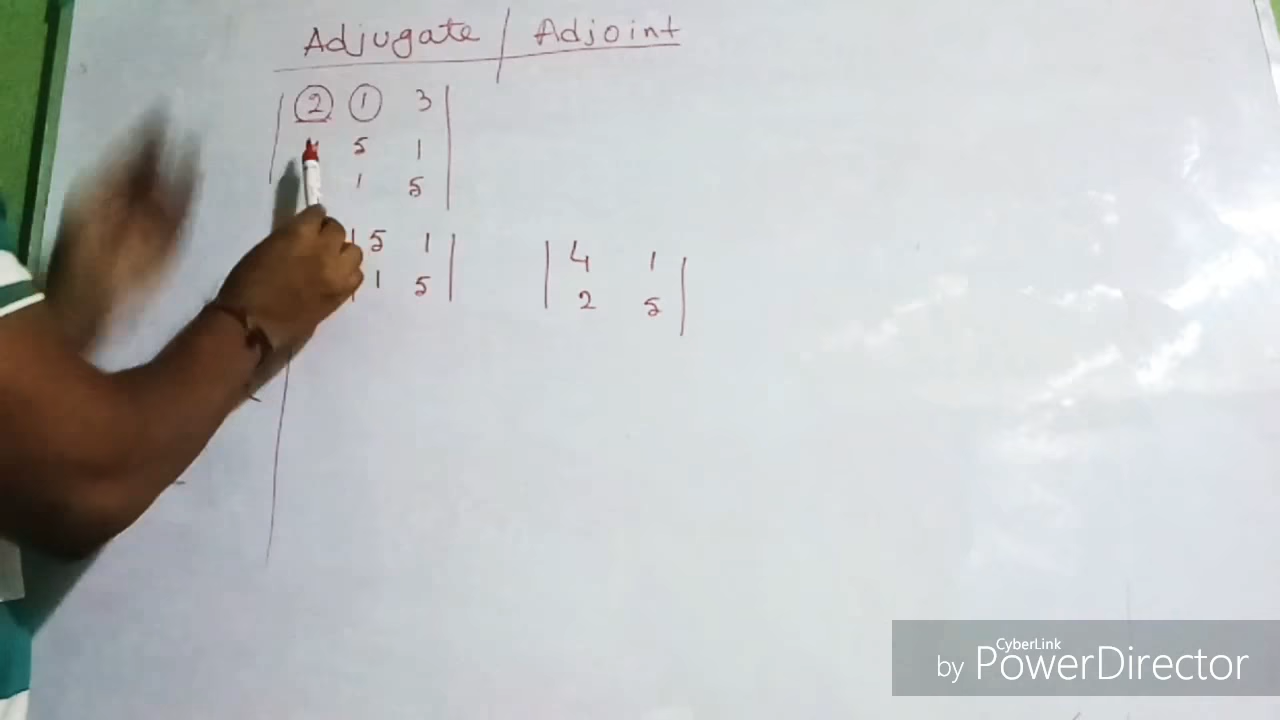 Adjugate / Adjoint
| 2 1 3 |
5 1
1 5
| 5 1 | | 4 1 |
| 1 5 | | 2 5 |
CyberLink
by PowerDirector